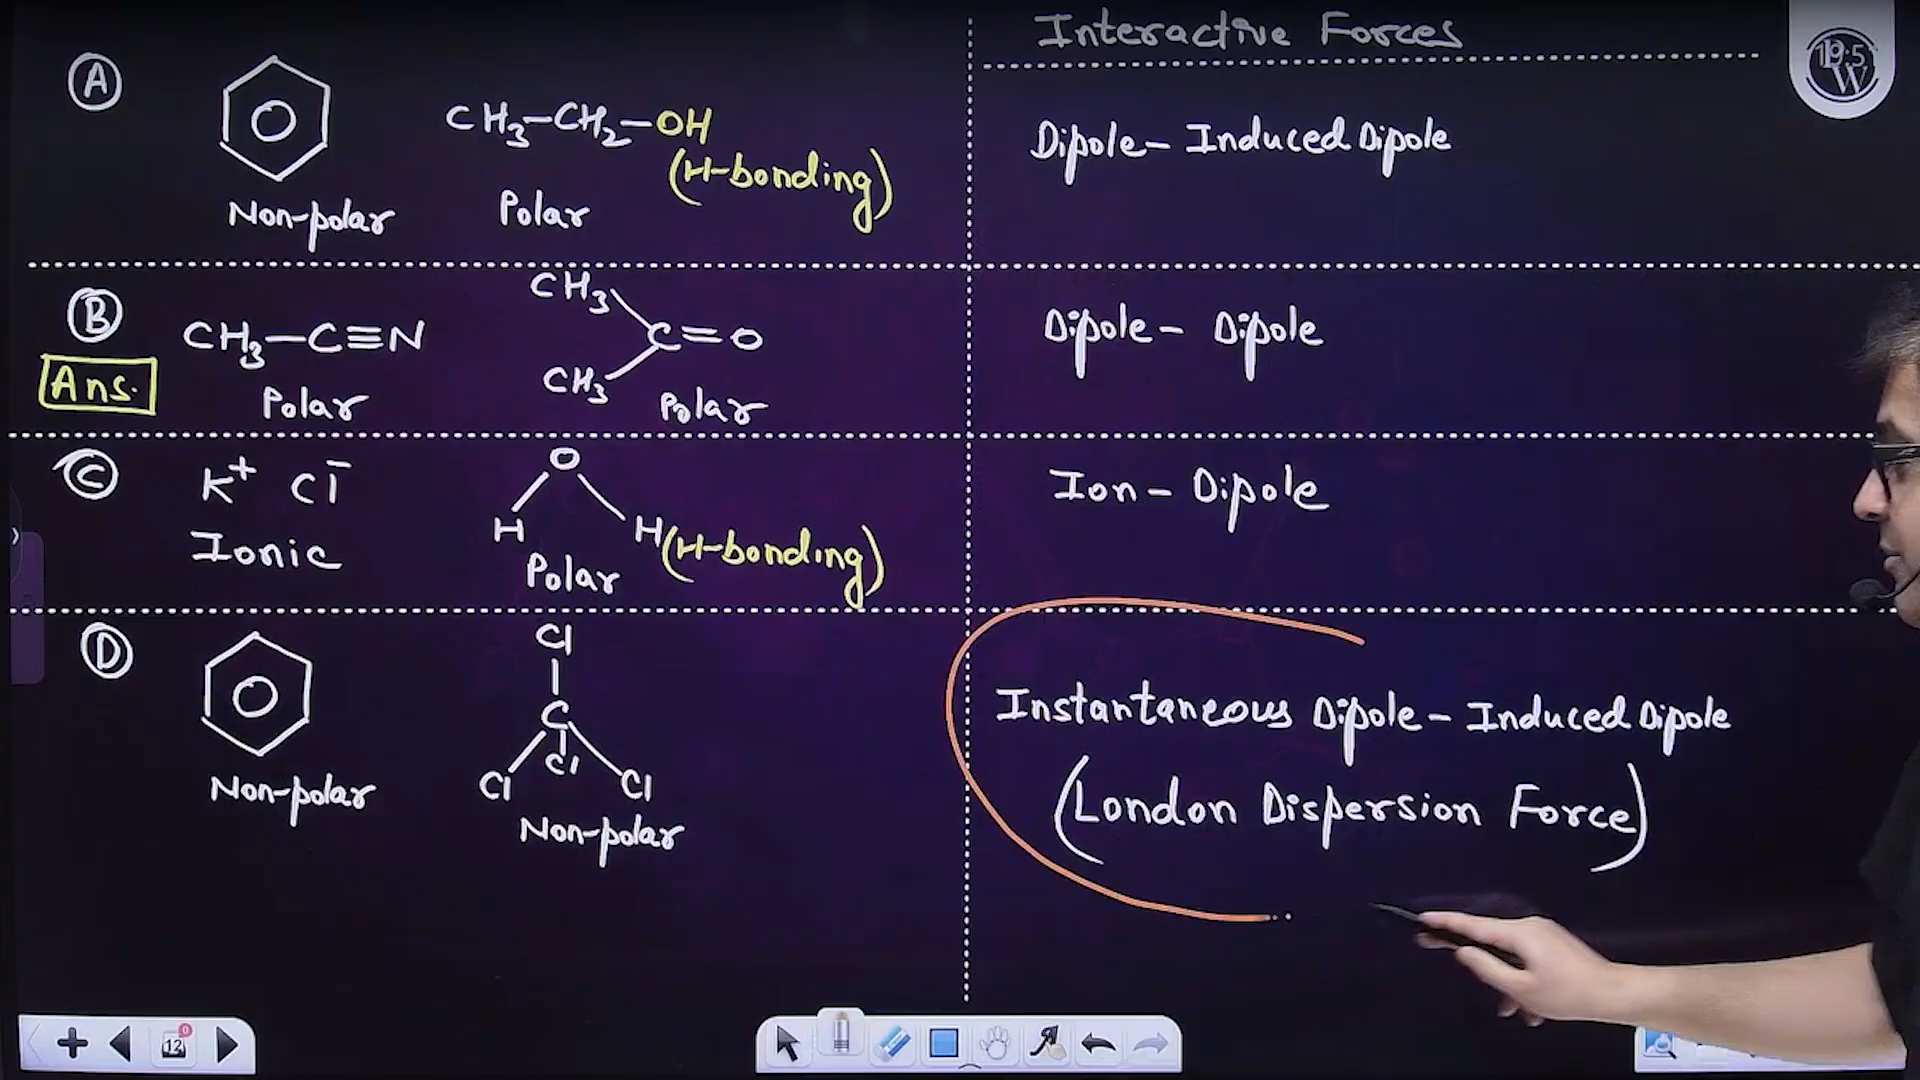 Interactive Forces
A
CH3-CH2-OH
(H-bonding)
Non-polar
Polar
Dipole- Induced Dipole
B
Ans.
CH3-C≡N
Polar
CH3
C=O
CH3
Polar
Dipole- Dipole
C
K+ Cl-
Ionic
O
H H
Polar
(H-bonding)
Ion- Dipole
D
Non-polar
Cl
C
Cl Cl Cl
Non-polar
Instantaneous Dipole- Induced Dipole
(London Dispersion Force)
12
0